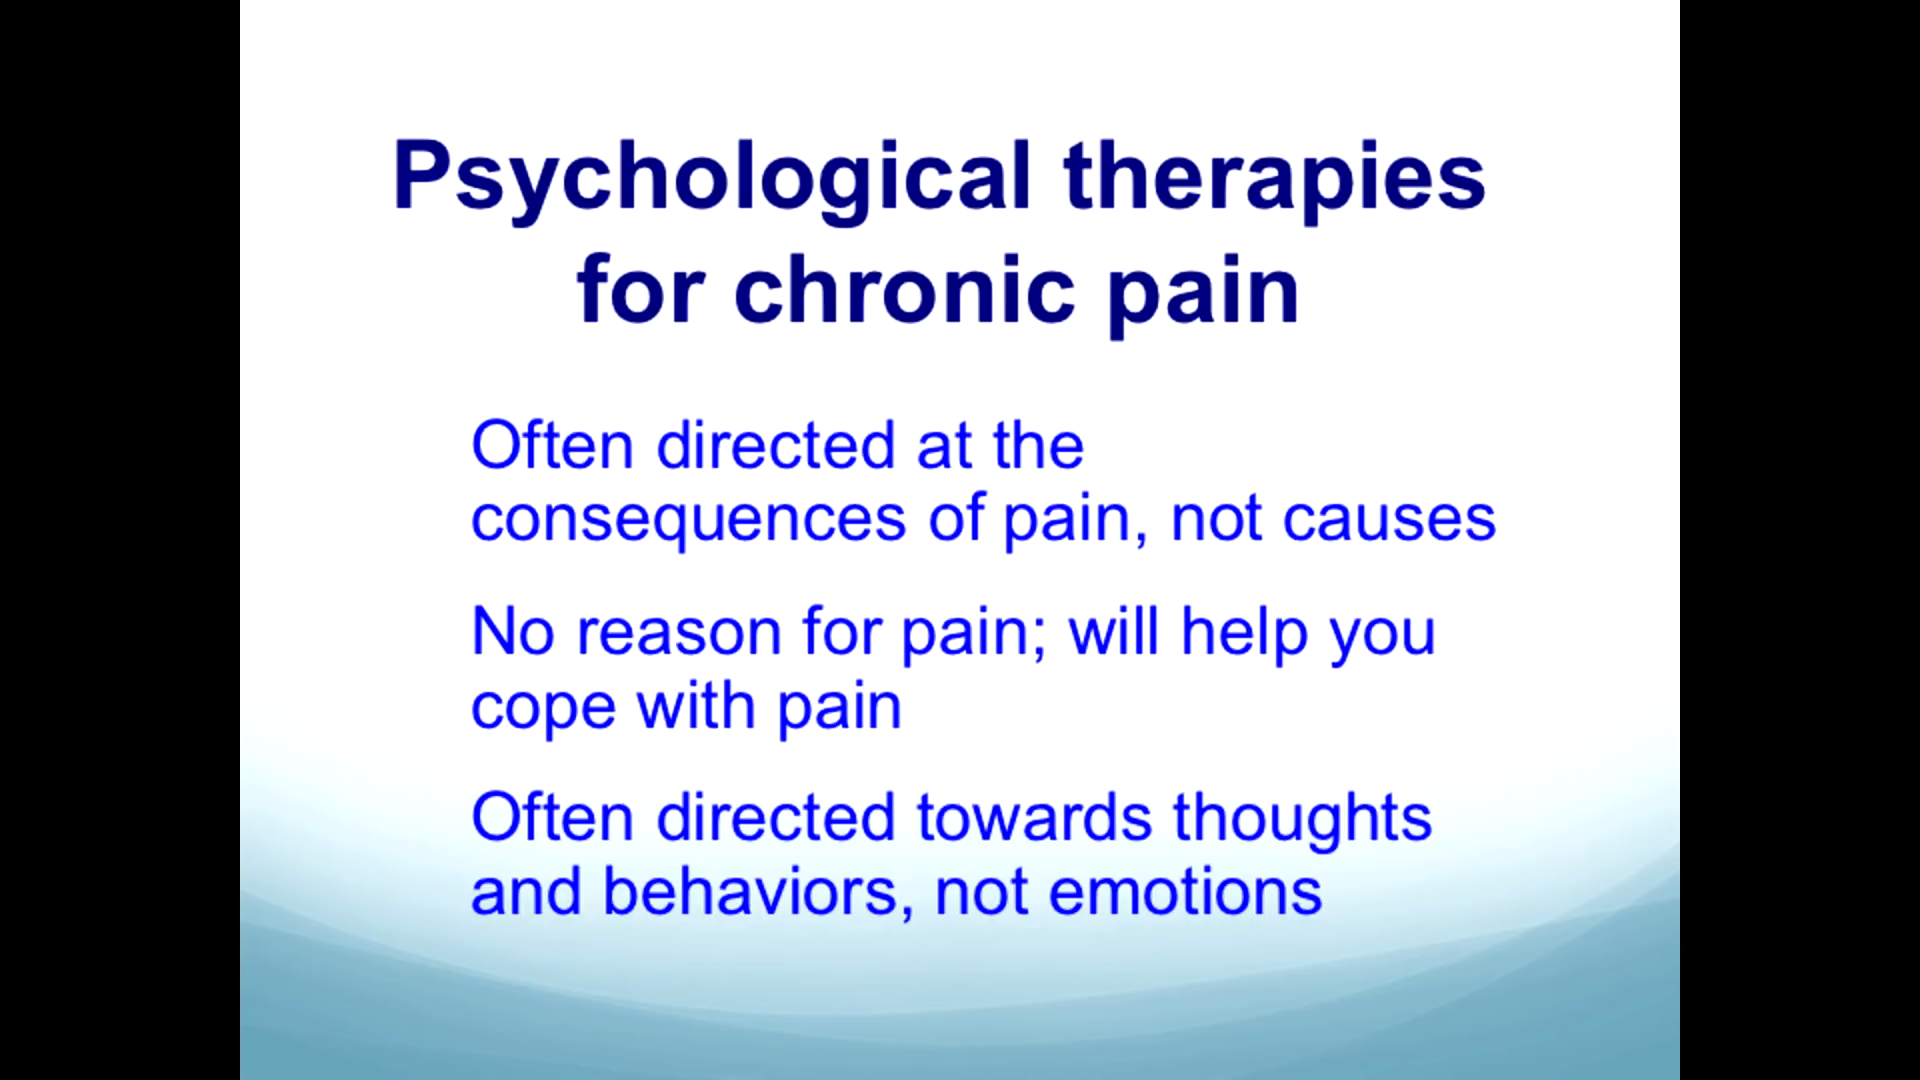 Psychological therapies
for chronic pain
Often directed at the
consequences of pain, not causes
No reason for pain; will help you
cope with pain
Often directed towards thoughts
and behaviors, not emotions